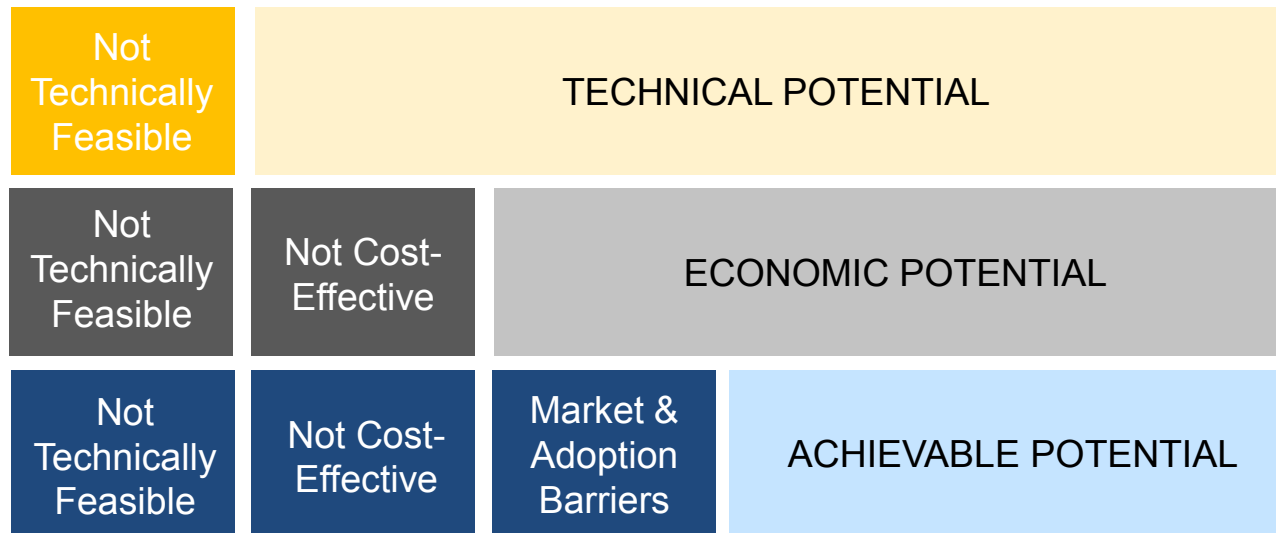 Not
Technically
Feasible
TECHNICAL POTENTIAL
Not
Technically
Feasible
Not Cost-
Effective
ECONOMIC POTENTIAL
Not
Technically
Feasible
Not Cost-
Effective
Market &
Adoption
Barriers
ACHIEVABLE POTENTIAL